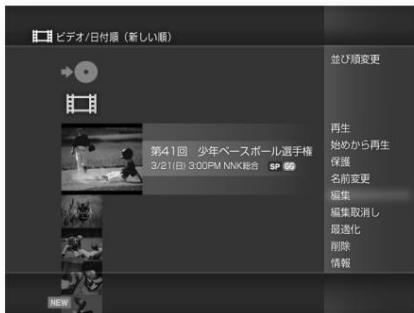 ビデオ/日付順（新しい順）
第41回　少年ベースボール選手権
3/21(日) 3:00PM NNK総合 SP GG
NEW
並び順変更
再生
始めから再生
保護
名前変更
編集
編集取消し
最適化
削除
情報